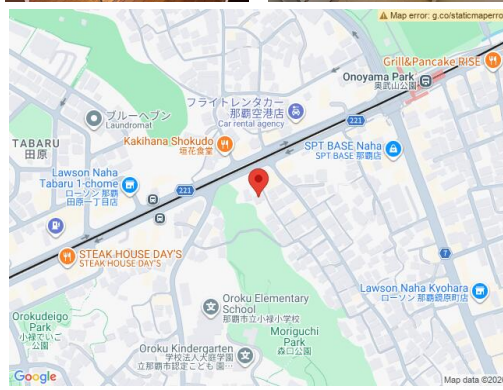 Map error: g.co/staticmaperro
Grill&Pancake RISE
Onoyama Park
奥武山公園
ブルーヘブン
Laundromat
フライトレンタカー
那覇空港店
Car rental agency
TABARU
田原
Kakihana Shokudo
垣花食堂
221
SPT BASE Naha
SPT BASE 那覇店
Lawson Naha
Tabaru 1-chome
ローソン 那覇
田原一丁目店
221
STEAK HOUSE DAY'S
STEAK HOUSE DAY'S
7
Lawson Naha Kyohara
ローソン 那覇鏡原町店
Oroku Elementary
School
那覇市立小禄小学校
Orokudeigo
Park
小禄でいご
公園
Moriguchi
Park
森口公園
Oroku Kindergarten
学校法人大庭学園
立那覇市認定こども 園…
Google
Map data ©2026